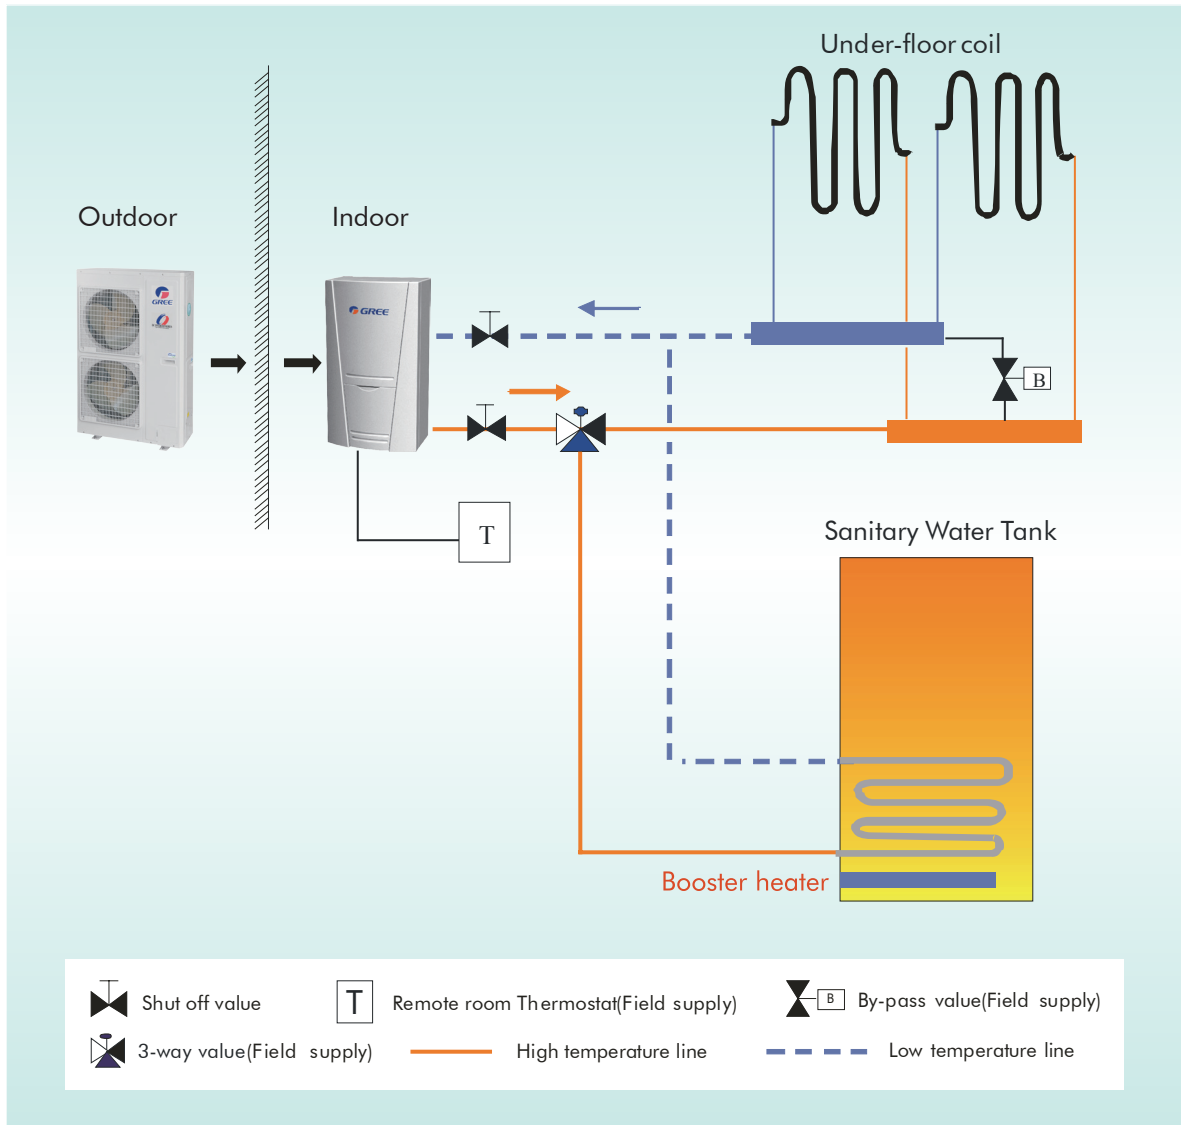 Under-floor coil
Outdoor
Indoor
GREE
GREE
B
T
Sanitary Water Tank
Booster heater
Shut off value
T
Remote room Thermostat(Field supply)
B
By-pass value(Field supply)
3-way value(Field supply)
High temperature line
Low temperature line